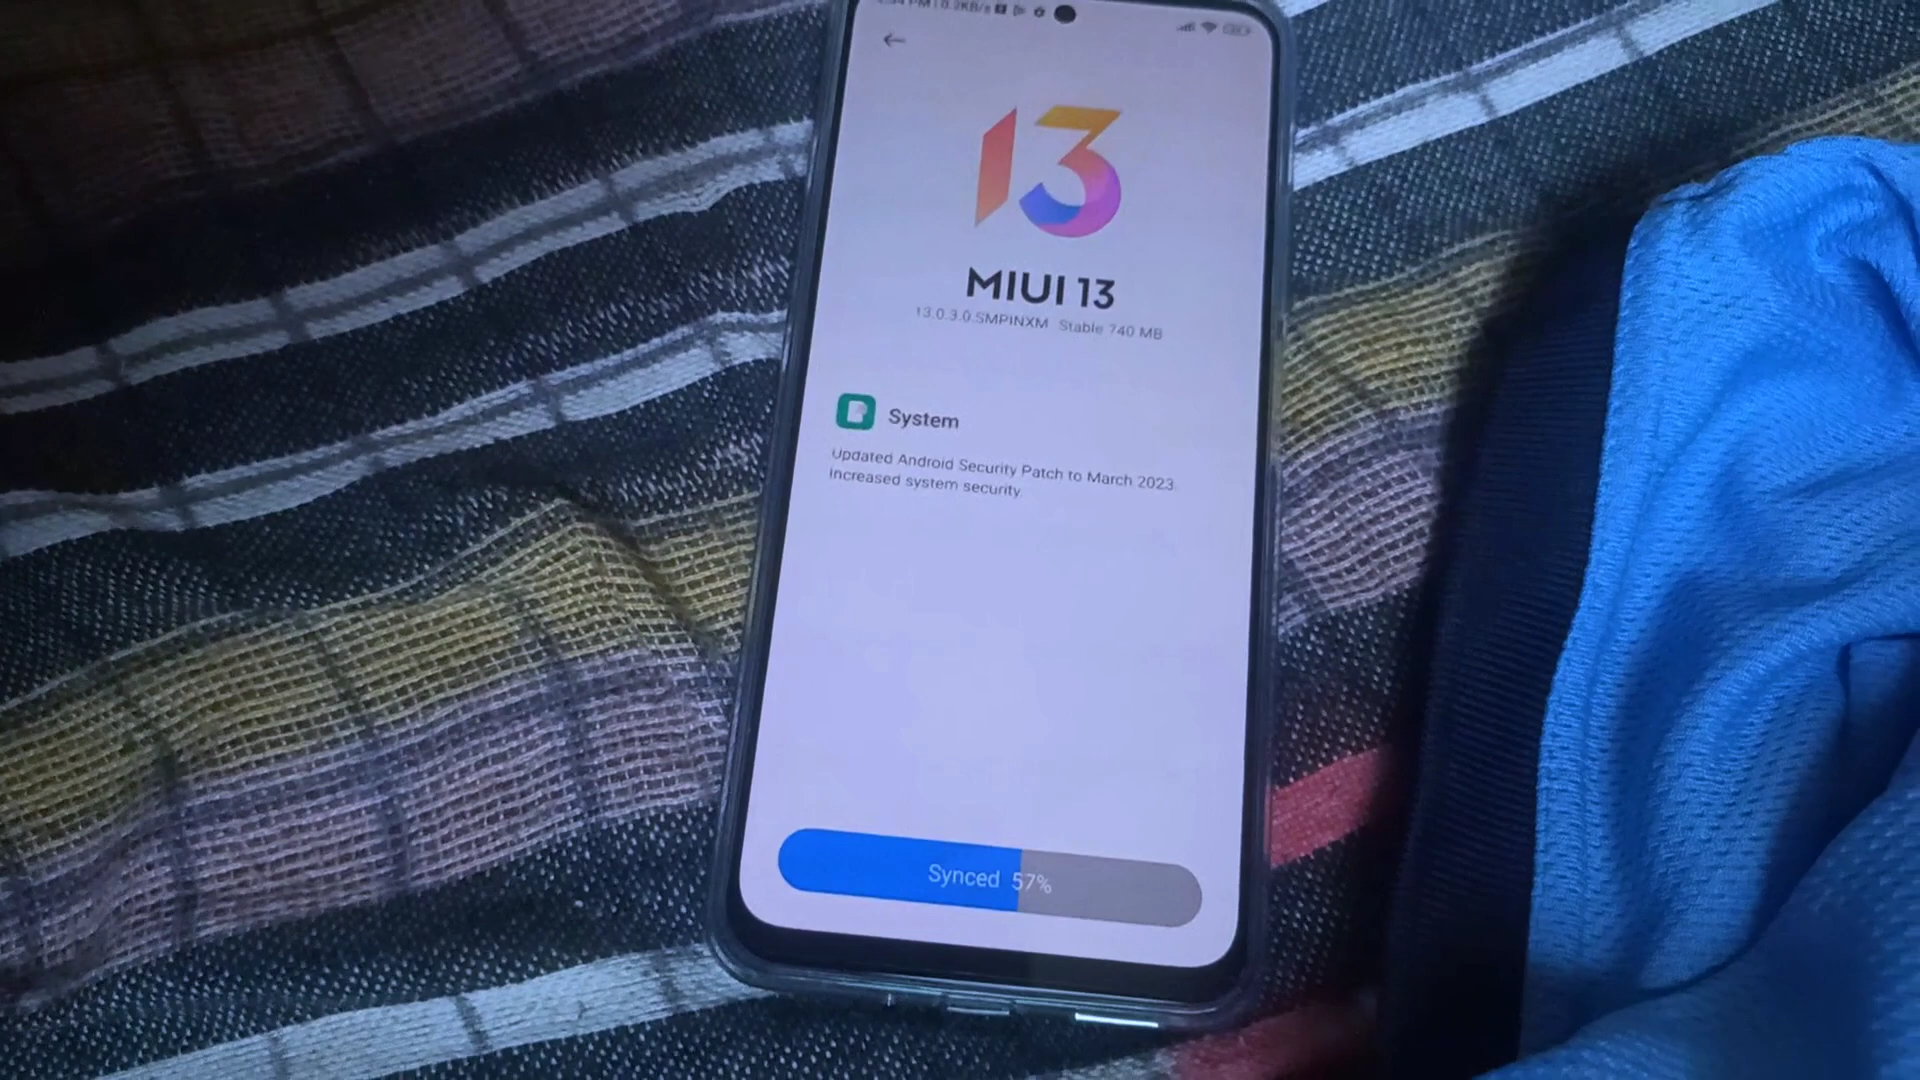 13
MIUI 13
13.0.3.0.SMPINXM Stable 740 MB
System
Updated Android Security Patch to March 2023.
Increased system security.
Synced 57%